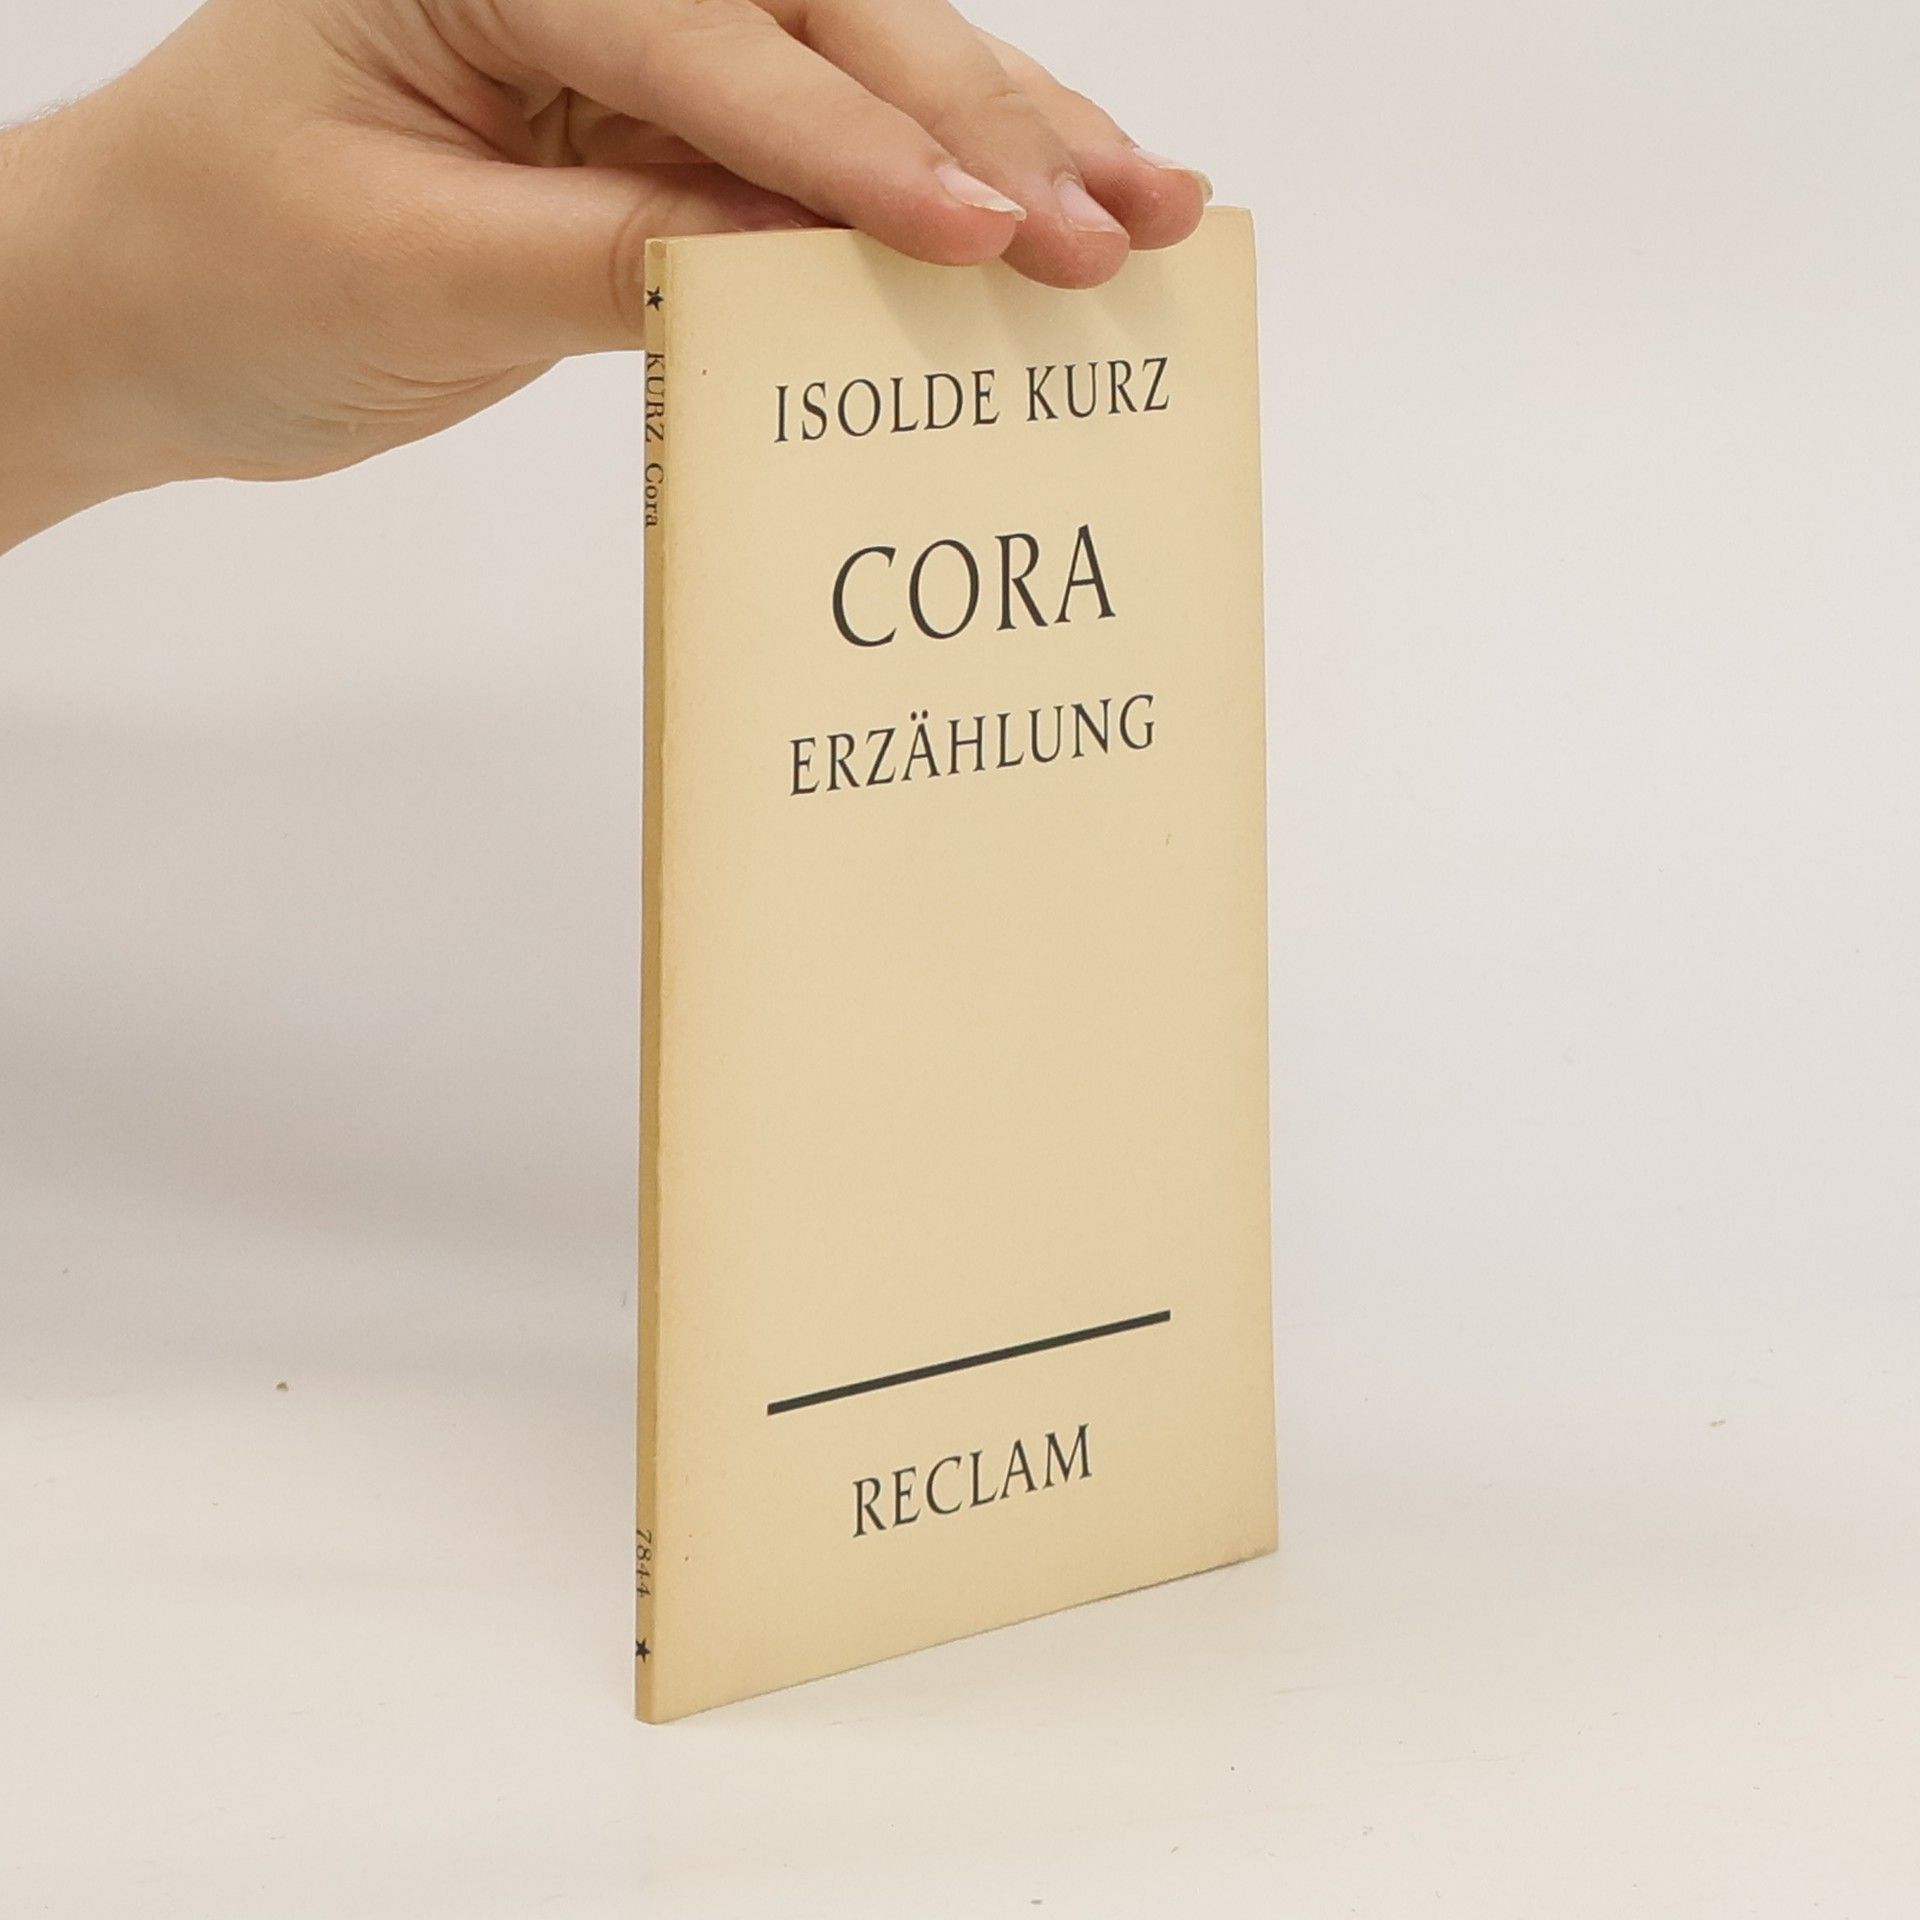 ISOLDE KURZ
CORA
ERZÄHLUNG
RECLAM
KURZ Cora
7844